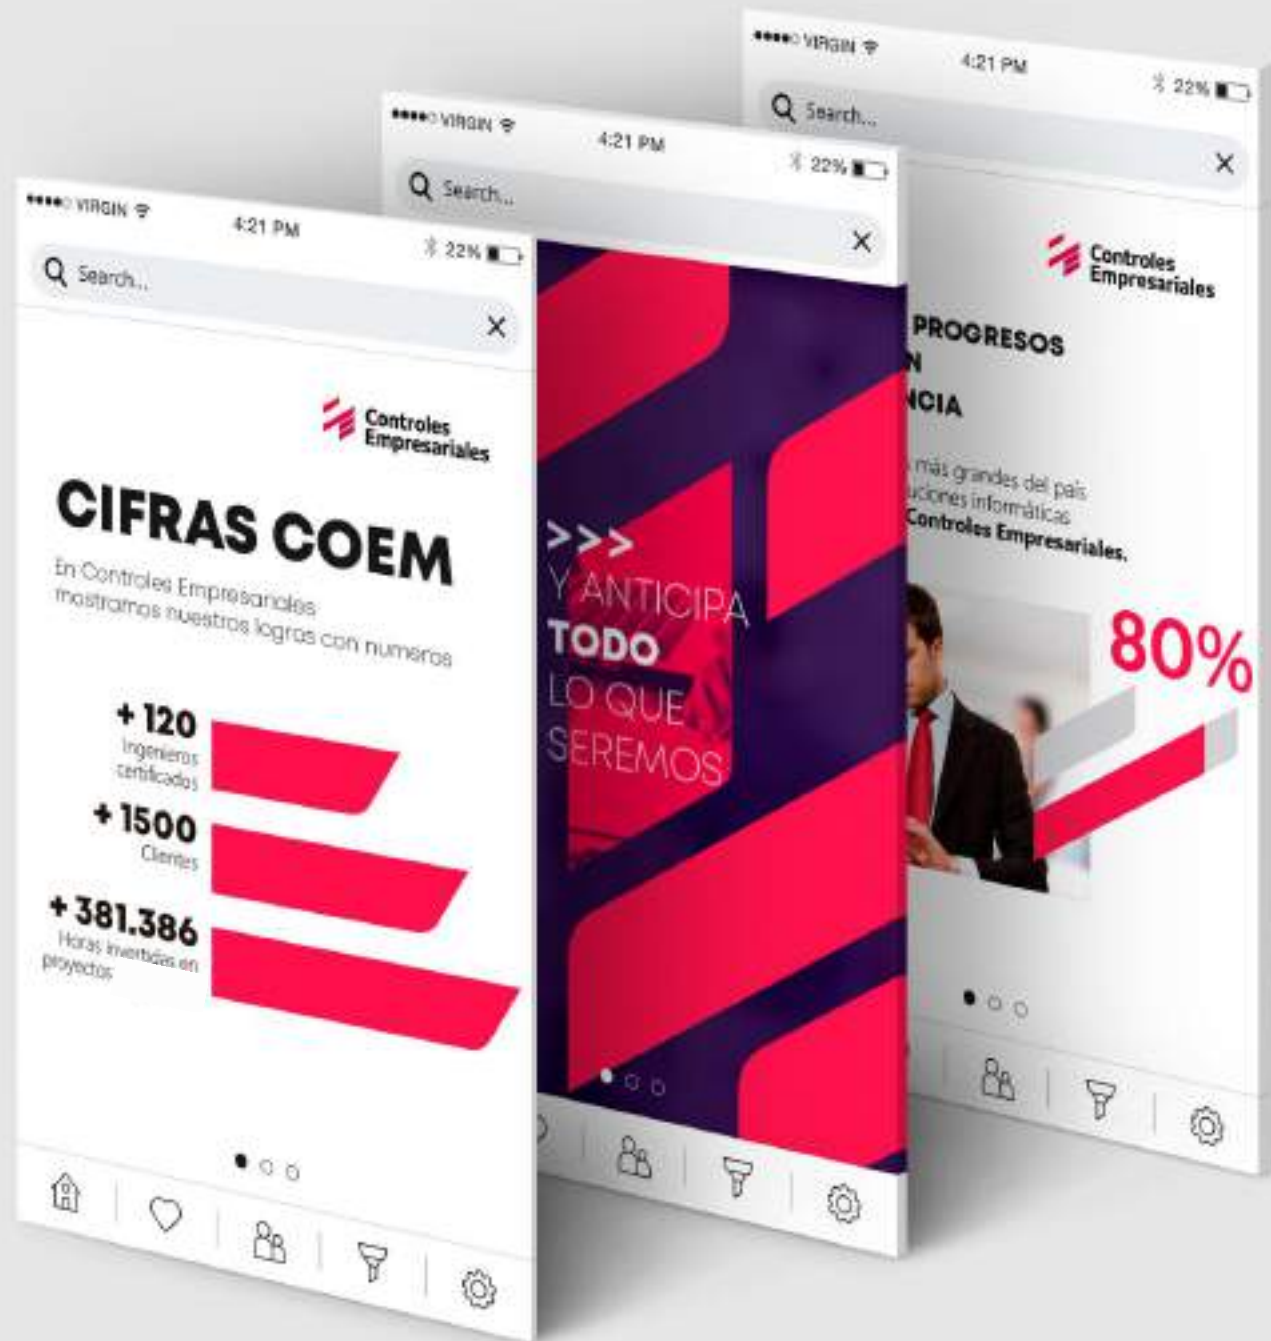 VIRGIN
4:21 PM
22%
Search...
Controles
Empresariales
CIFRAS COEM
En Controles Empresariales
mostramos nuestros logros con numeros
+ 120
Ingenieros
certificados
+ 1500
Clientes
+ 381.386
Horas invertidas en
proyectos
VIRGIN
4:21 PM
22%
Search...
>>>
Y ANTICIPA
TODO
LO QUE
SEREMOS
VIRGIN
4:21 PM
22%
Search...
Controles
Empresariales
PROGRESOS
N
NCIA
más grandes del país
uciones informáticas
Controles Empresariales.
80%